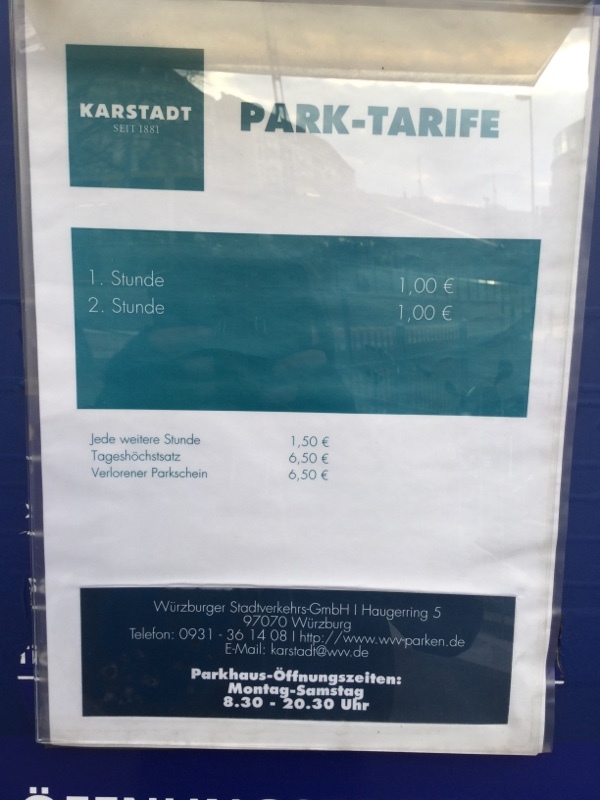 KARSTADT
SEIT 1881
PARK-TARIFE
1. Stunde 1,00 €
2. Stunde 1,00 €
Jede weitere Stunde 1,50 €
Tageshöchstsatz 6,50 €
Verlorener Parkschein 6,50 €
Würzburger Stadtverkehrs-GmbH | Haugerring 5
97070 Würzburg
Telefon: 0931 - 36 14 08 | http://www.wvv-parken.de
E-Mail: karstadt@wvv.de
Parkhaus-Öffnungszeiten:
Montag-Samstag
8.30 - 20.30 Uhr